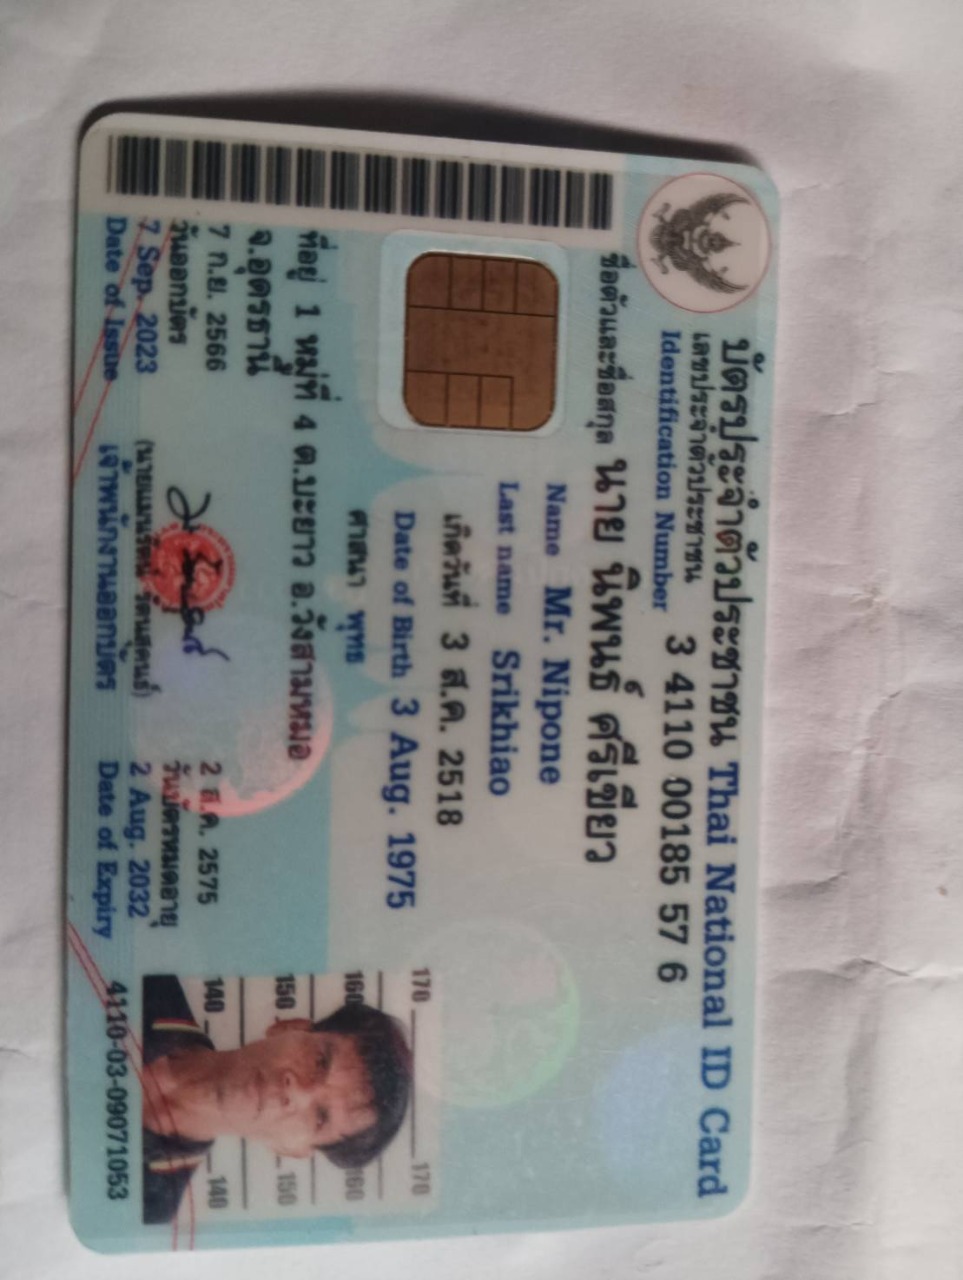 บัตรประจำตัวประชาชน Thai National ID Card
เลขประจำตัวประชาชน
Identification Number
3 4110 00185 57 6
ชื่อตัวและชื่อสกุล นาย นิพนธ์ ศรีเขียว
Name Mr. Nipone
Last name Srikhiao
เกิดวันที่ 3 ส.ค. 2518
Date of Birth 3 Aug. 1975
ศาสนา พุทธ
ที่อยู่ 1 หมู่ที่ 4 ต.บะยาว อ.วังสามหมอ
จ.อุดรธานี
7 ก.ย. 2566
วันออกบัตร
7 Sep. 2023
Date of Issue
เจ้าพนักงานออกบัตร
2 ส.ค. 2575
วันบัตรหมดอายุ
2 Aug. 2032
Date of Expiry
170 170
160 160
150 150
140 140
4110-03-09071053